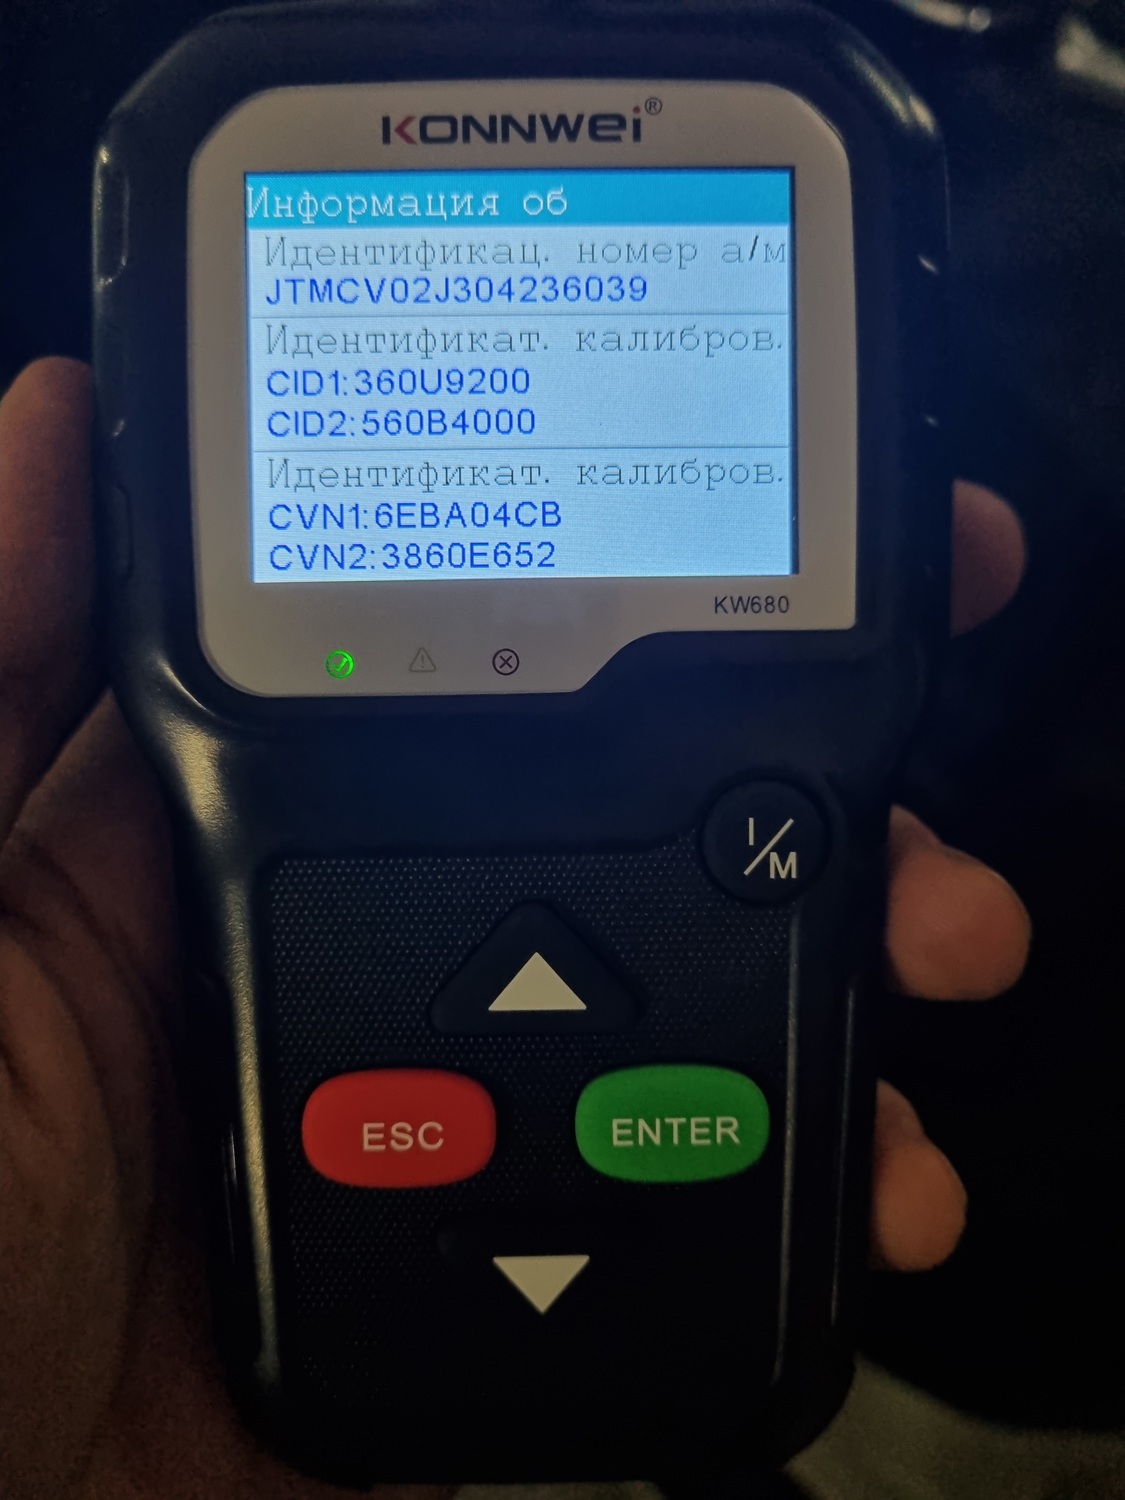 KONNWEI®
Информация об
Идентификац. номер а/м
JTMCV02J304236039
Идентификат. калибров.
CID1:360U9200
CID2:560B4000
Идентификат. калибров.
CVN1:6EBA04CB
CVN2:3860E652
KW680
I/M
ESC
ENTER